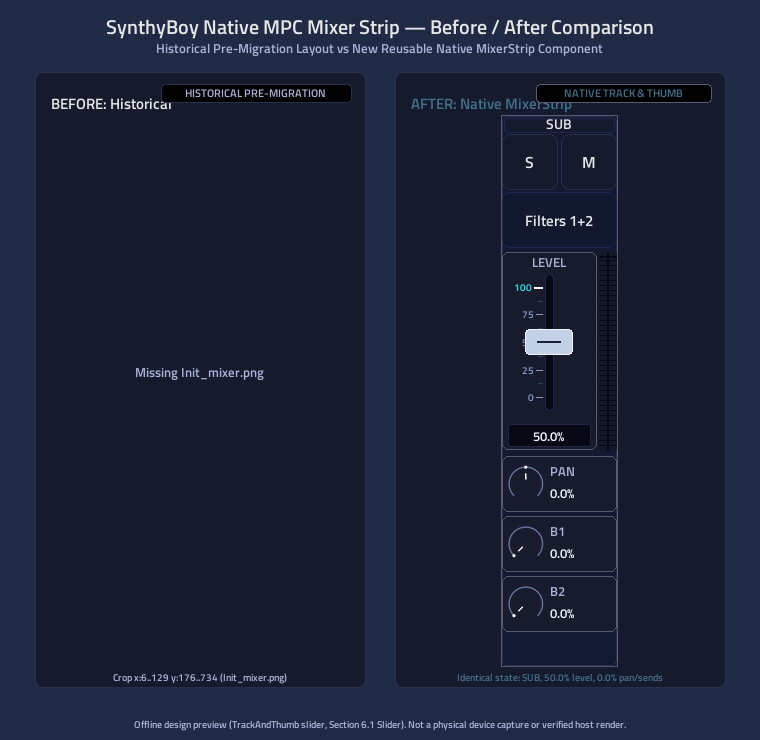 SynthyBoy Native MPC Mixer Strip — Before / After Comparison
Historical Pre-Migration Layout vs New Reusable Native MixerStrip Component
HISTORICAL PRE-MIGRATION
BEFORE: Historical
Missing Init_mixer.png
Crop x:6..129 y:176..734 (Init_mixer.png)
NATIVE TRACK & THUMB
AFTER: Native MixerStrip
SUB
S M
Filters 1+2
LEVEL
100
75
25
0
50.0%
PAN
0.0%
B1
0.0%
B2
0.0%
Identical state: SUB, 50.0% level, 0.0% pan/sends
Offline design preview (TrackAndThumb slider, Section 6.1 Slider). Not a physical device capture or verified host render.